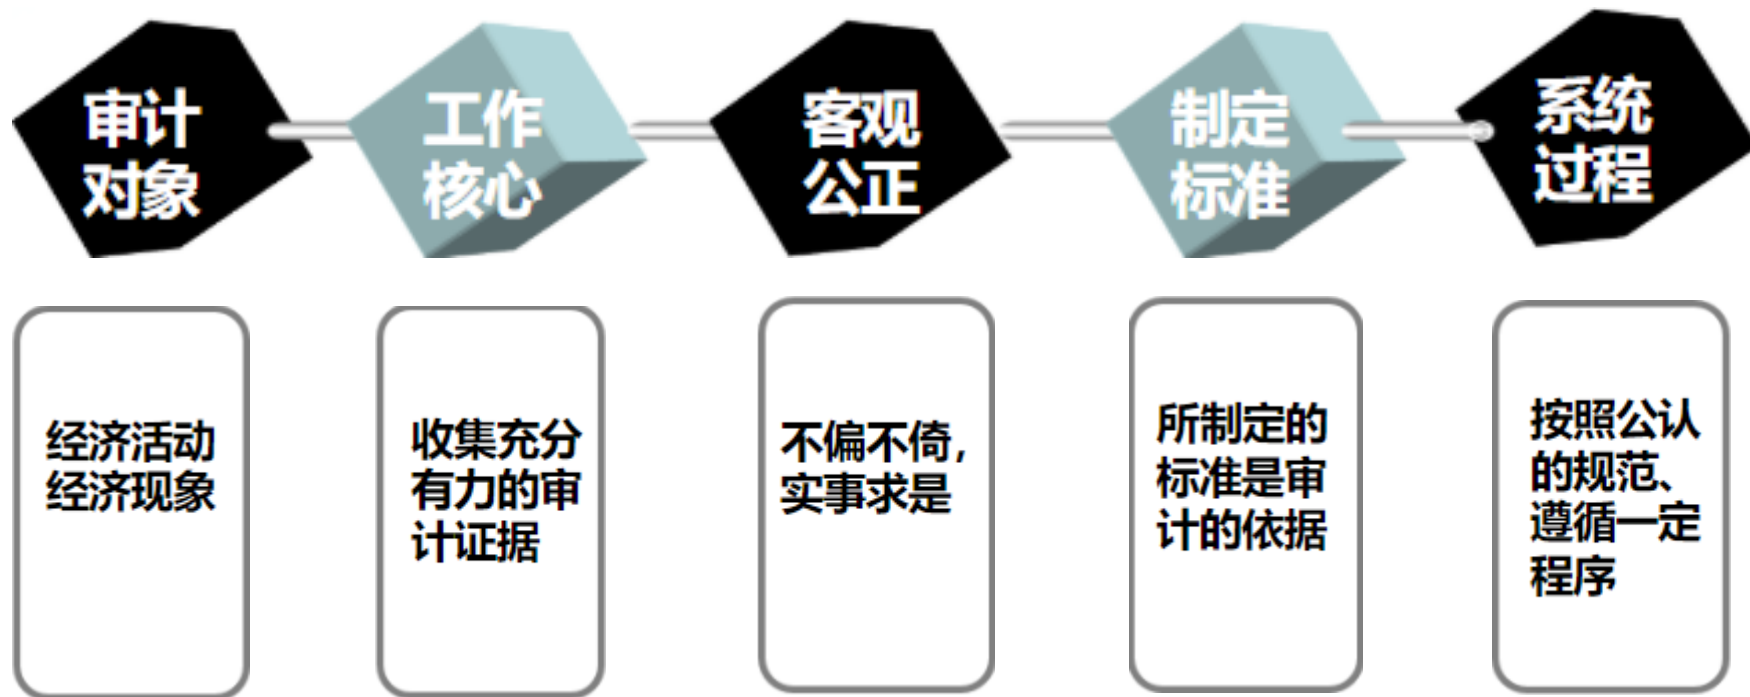 审计
对象
工作
核心
客观
公正
制定
标准
系统
过程
经济活动
经济现象
收集充分
有力的审
计证据
不偏不倚，
实事求是
所制定的
标准是审
计的依据
按照公认
的规范、
遵循一定
程序